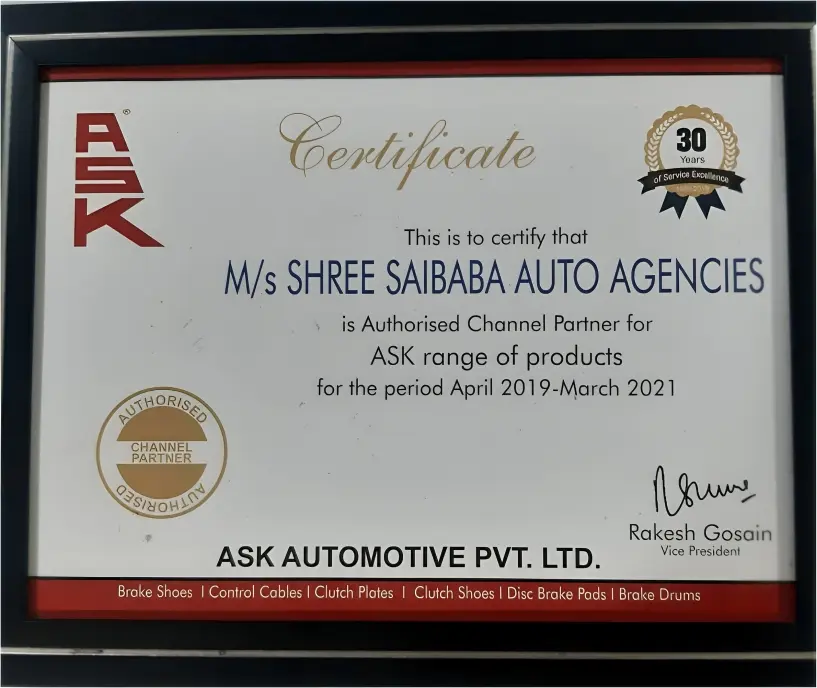 ASK®
Certificate
30
Years
of Service Excellence
This is to certify that
M/s SHREE SAIBABA AUTO AGENCIES
is Authorised Channel Partner for
ASK range of products
for the period April 2019-March 2021
AUTHORISED
CHANNEL
PARTNER
AUTHORISED
Rakesh Gosain
Vice President
ASK AUTOMOTIVE PVT. LTD.
Brake Shoes I Control Cables I Clutch Plates I Clutch Shoes I Disc Brake Pads I Brake Drums